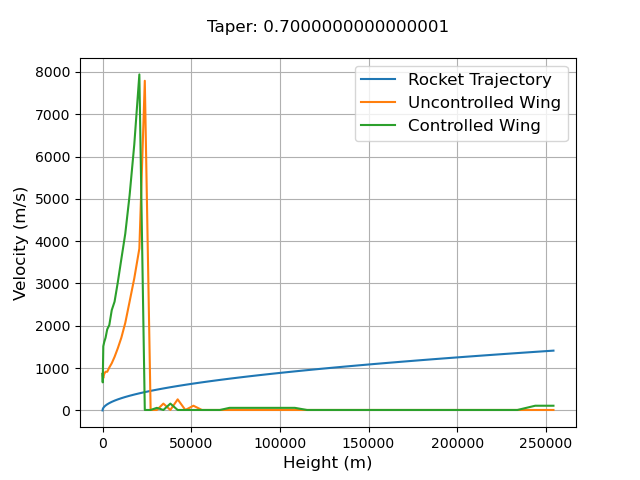 Taper: 0.7000000000000001
Rocket Trajectory
Uncontrolled Wing
Controlled Wing
8000
7000
6000
5000
4000
3000
2000
1000
0
Velocity (m/s)
0 50000 100000 150000 200000 250000
Height (m)